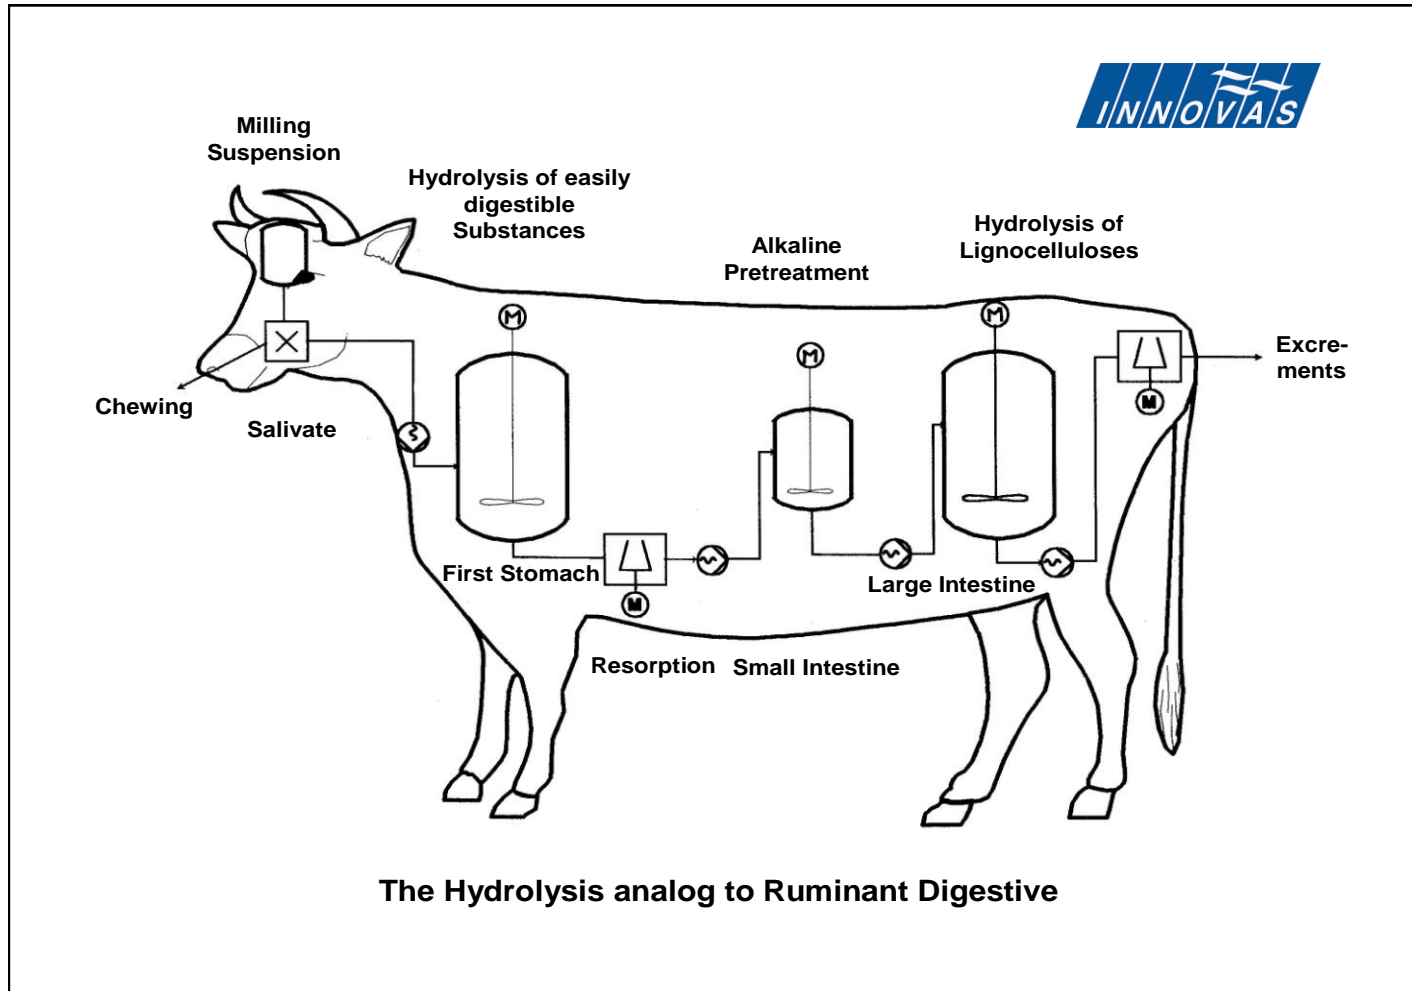 INNOVAS
Milling
Suspension
Hydrolysis of easily
digestible
Substances
Hydrolysis of
Lignocelluloses
Alkaline
Pretreatment
M
M
M
Excre-
ments
M
Chewing
Salivate
First Stomach
Large Intestine
M
Resorption
Small Intestine
The Hydrolysis analog to Ruminant Digestive